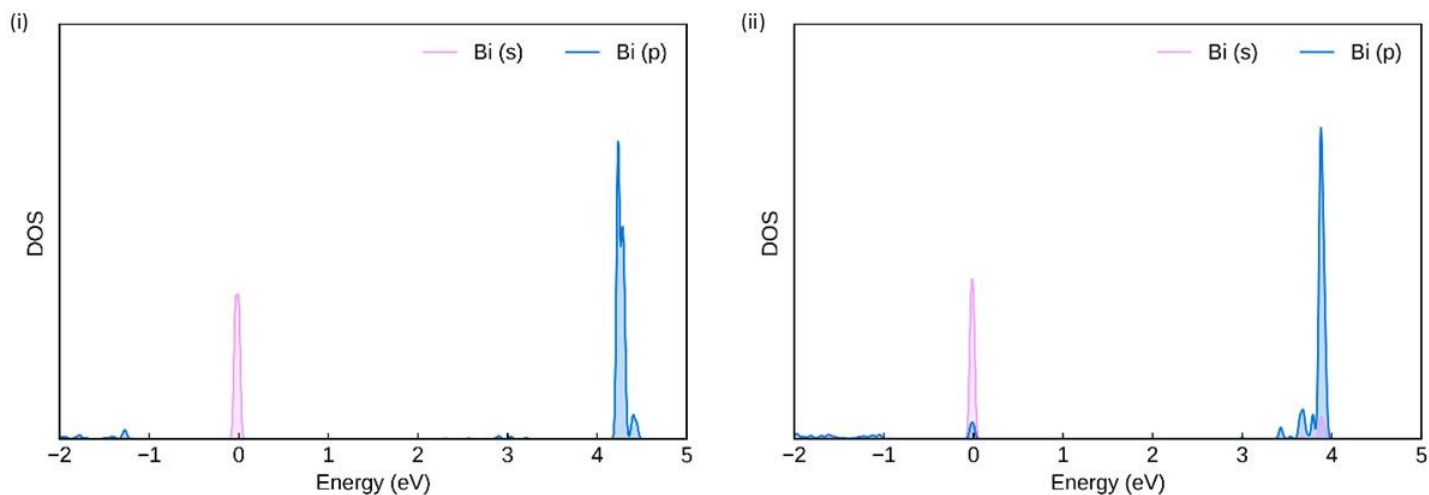 (i)
Bi (s) Bi (p)
DOS
−2 −1 0 1 2 3 4 5
Energy (eV)
(ii)
Bi (s) Bi (p)
DOS
−2 −1 0 1 2 3 4 5
Energy (eV)